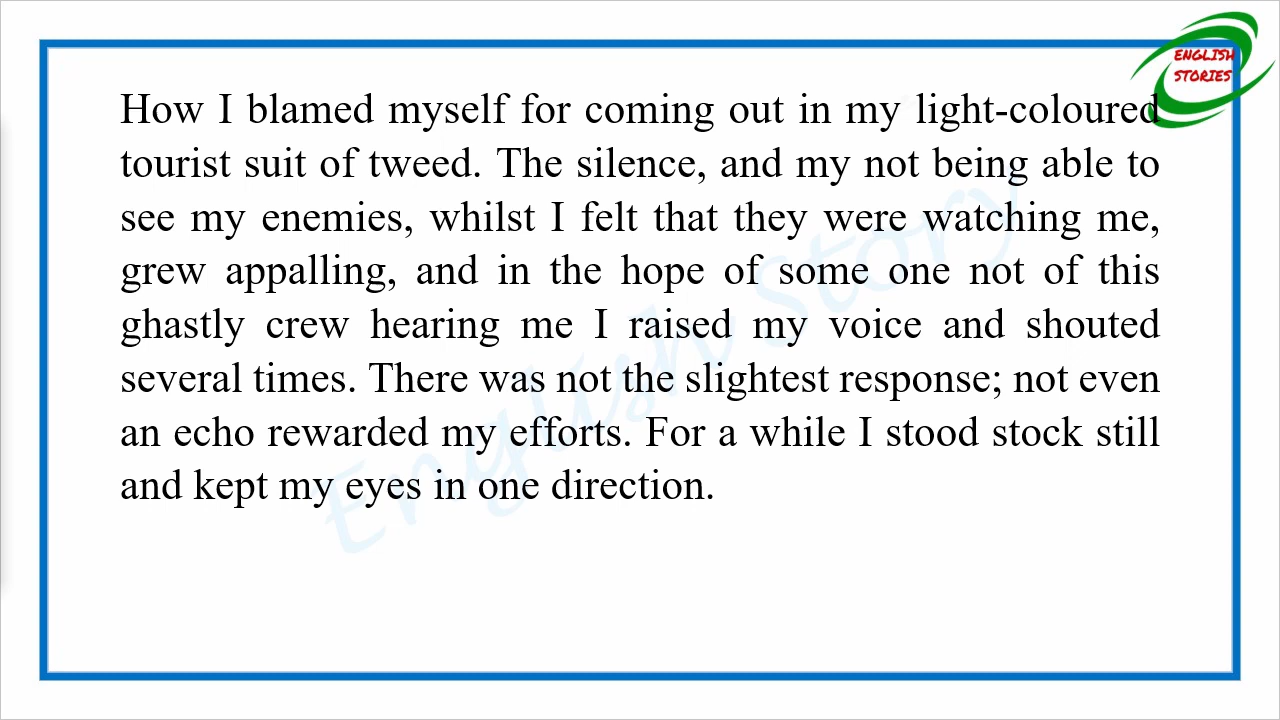 ENGLISH
STORIES
How I blamed myself for coming out in my light-coloured
tourist suit of tweed. The silence, and my not being able to
see my enemies, whilst I felt that they were watching me,
grew appalling, and in the hope of some one not of this
ghastly crew hearing me I raised my voice and shouted
several times. There was not the slightest response; not even
an echo rewarded my efforts. For a while I stood stock still
and kept my eyes in one direction.
English Story